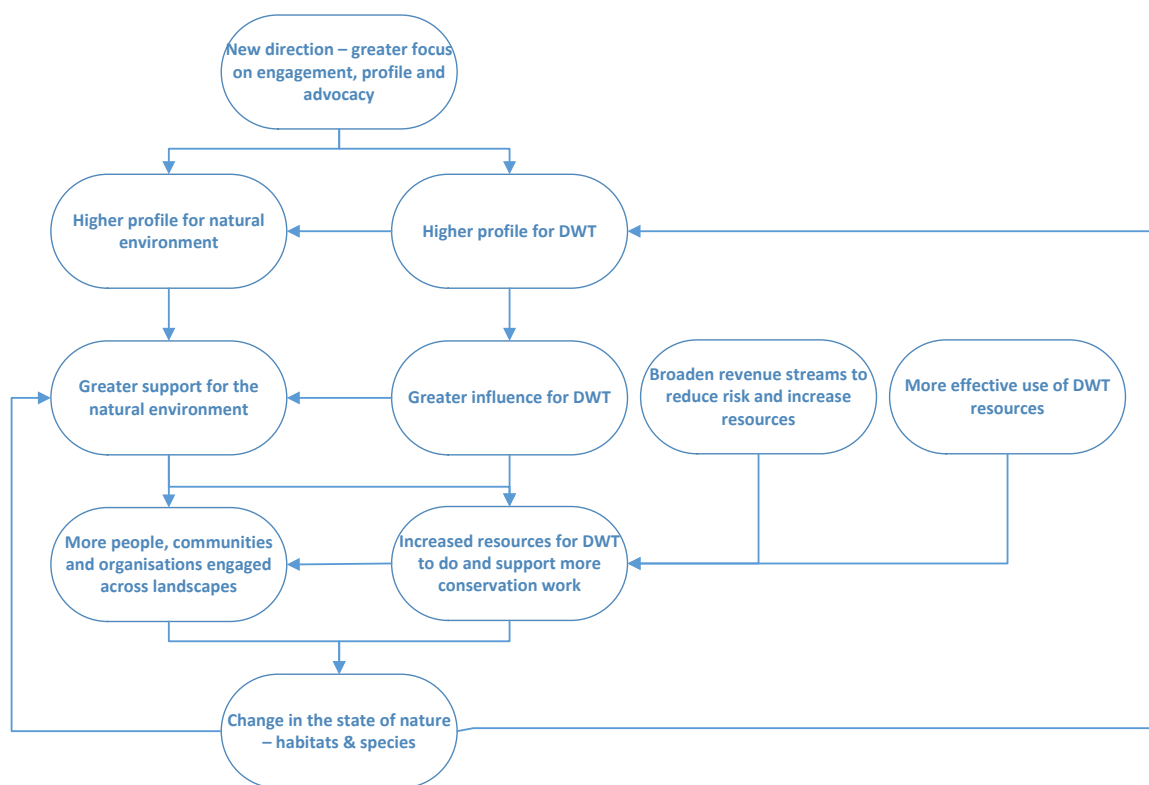 New direction – greater focus
on engagement, profile and
advocacy
Higher profile for natural
environment
Higher profile for DWT
Greater support for the
natural environment
Greater influence for DWT
Broaden revenue streams to
reduce risk and increase
resources
More effective use of DWT
resources
More people, communities
and organisations engaged
across landscapes
Increased resources for DWT
to do and support more
conservation work
Change in the state of nature
– habitats & species